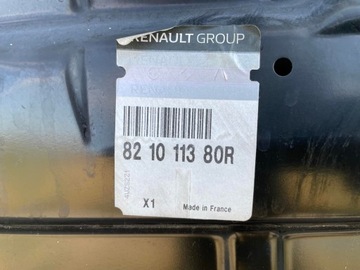 RENAULT GROUP
82 10 113 80R
X1
Made in France